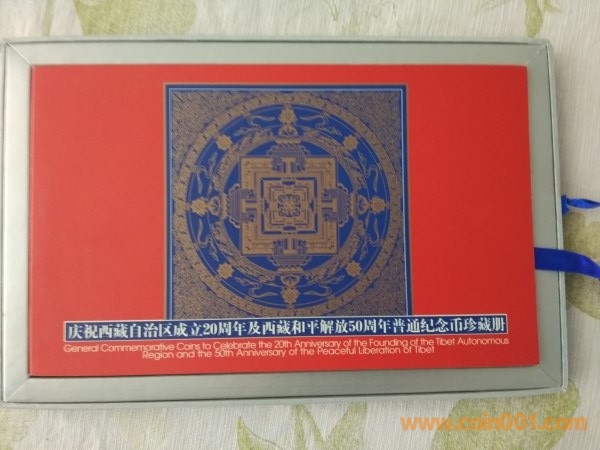 庆祝西藏自治区成立20周年及西藏和平解放50周年普通纪念币珍藏册
General Commemorative Coins to Celebrate the 20th Anniversary of the Founding of the Tibet Autonomous
Region and the 50th Anniversary of the Peaceful Liberation of Tibet
www.coin001.com